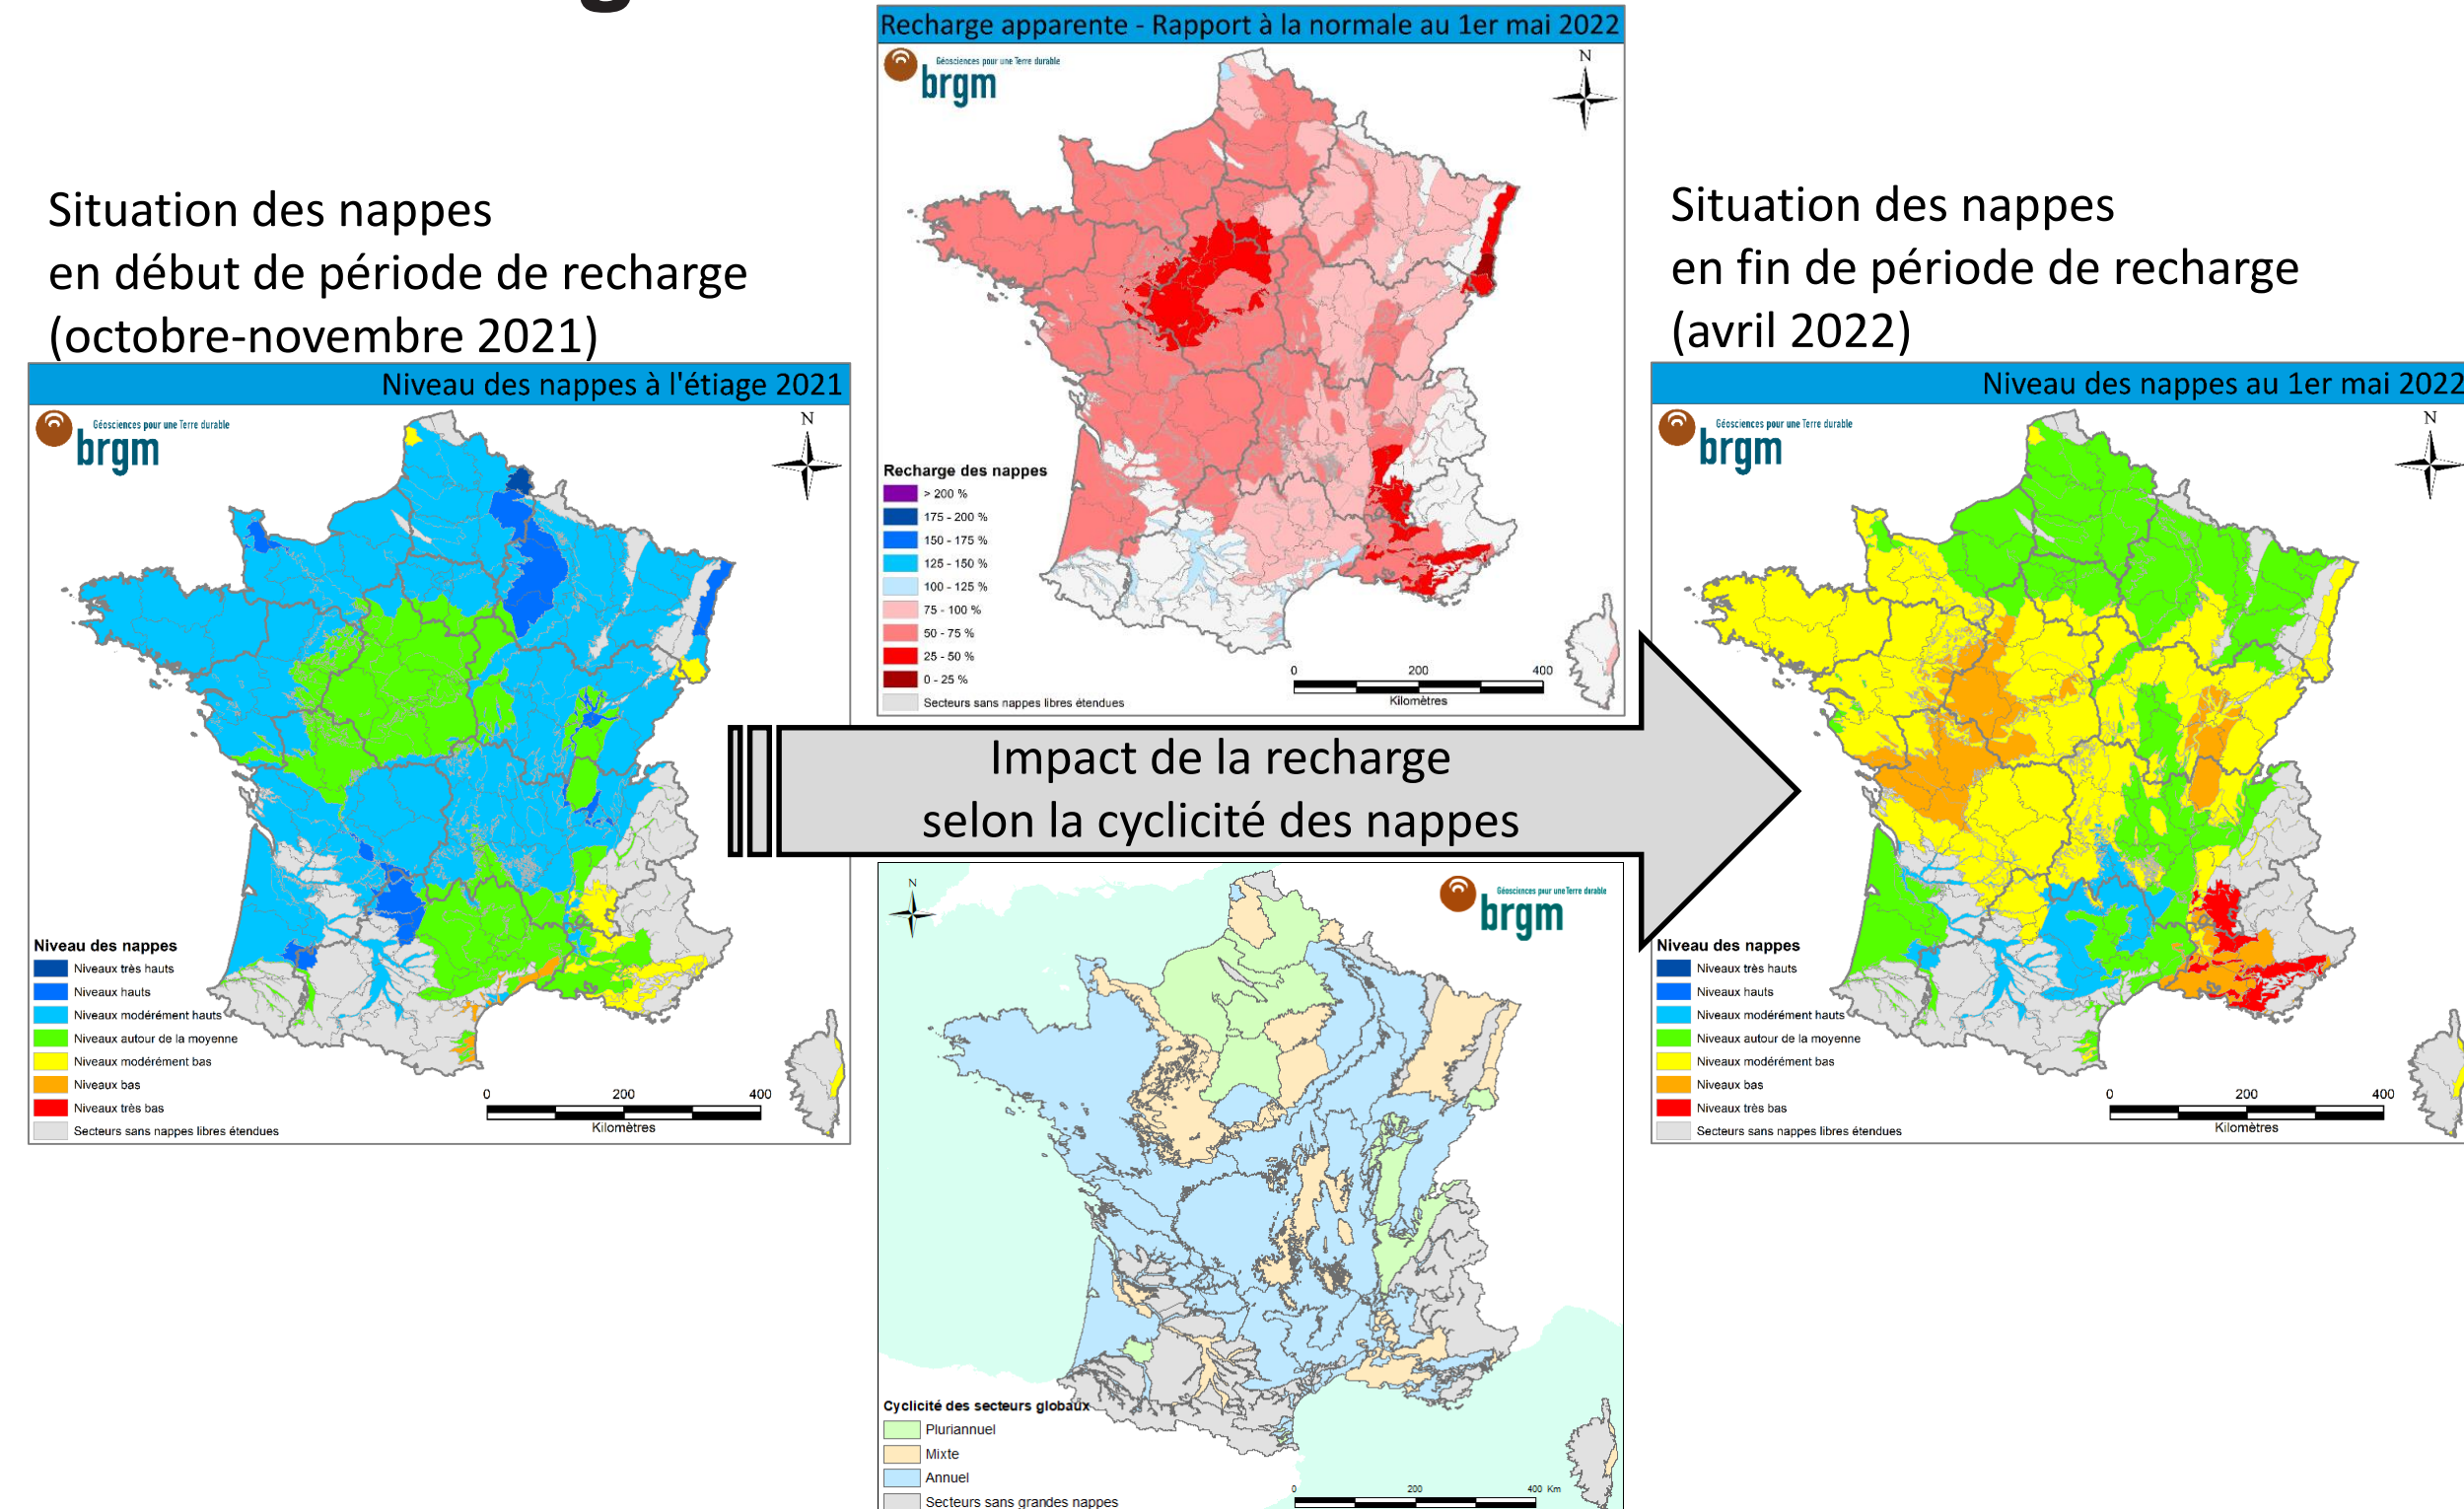 Recharge apparente - Rapport à la normale au 1er mai 2022
Géosciences pour une Terre durable
brgm
N
Recharge des nappes
> 200 %
175 - 200 %
150 - 175 %
125 - 150 %
100 - 125 %
75 - 100 %
50 - 75 %
25 - 50 %
0 - 25 %
Secteurs sans nappes libres étendues
0 200 400
Kilomètres
Situation des nappes
en début de période de recharge
(octobre-novembre 2021)
Niveau des nappes à l'étiage 2021
Géosciences pour une Terre durable
brgm
N
Niveau des nappes
Niveaux très hauts
Niveaux hauts
Niveaux modérément hauts
Niveaux autour de la moyenne
Niveaux modérément bas
Niveaux bas
Niveaux très bas
Secteurs sans nappes libres étendues
0 200 400
Kilomètres
Impact de la recharge
selon la cyclicité des nappes
N
Géosciences pour une Terre durable
brgm
Cyclicité des secteurs globaux
Pluriannuel
Mixte
Annuel
Secteurs sans grandes nappes
0 200 400 Km
Situation des nappes
en fin de période de recharge
(avril 2022)
Niveau des nappes au 1er mai 2022
Géosciences pour une Terre durable
brgm
N
Niveau des nappes
Niveaux très hauts
Niveaux hauts
Niveaux modérément hauts
Niveaux autour de la moyenne
Niveaux modérément bas
Niveaux bas
Niveaux très bas
Secteurs sans nappes libres étendues
0 200 400
Kilomètres